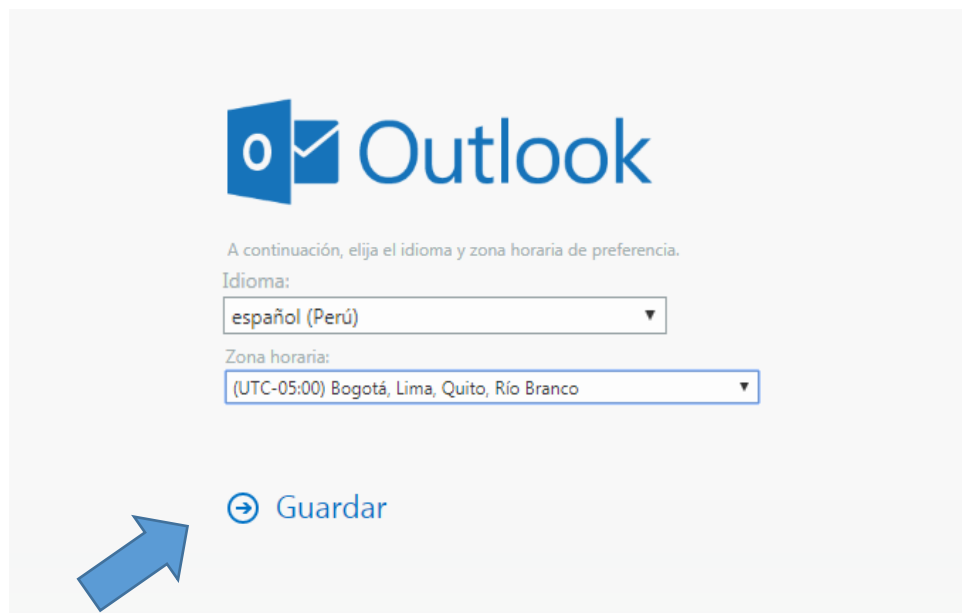 O Outlook
A continuación, elija el idioma y zona horaria de preferencia.
Idioma:
español (Perú)
Zona horaria:
(UTC-05:00) Bogotá, Lima, Quito, Río Branco
Guardar